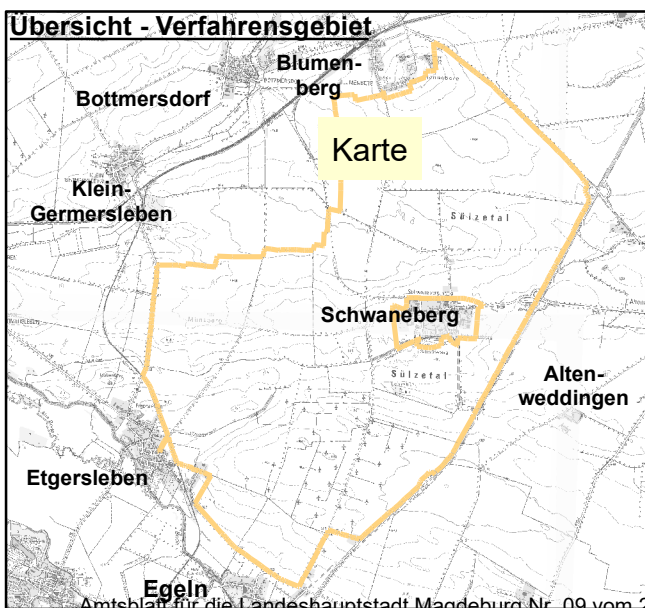 Übersicht - Verfahrensgebiet
Blumen-
berg
Bottmersdorf
Karte
Klein-
Germersleben
Sülzetal
Schwaneberg
Sülzetal
Alten-
weddingen
Etgersleben
Egeln
Amtsblatt für die Landeshauptstadt Magdeburg Nr. 09 vom 2